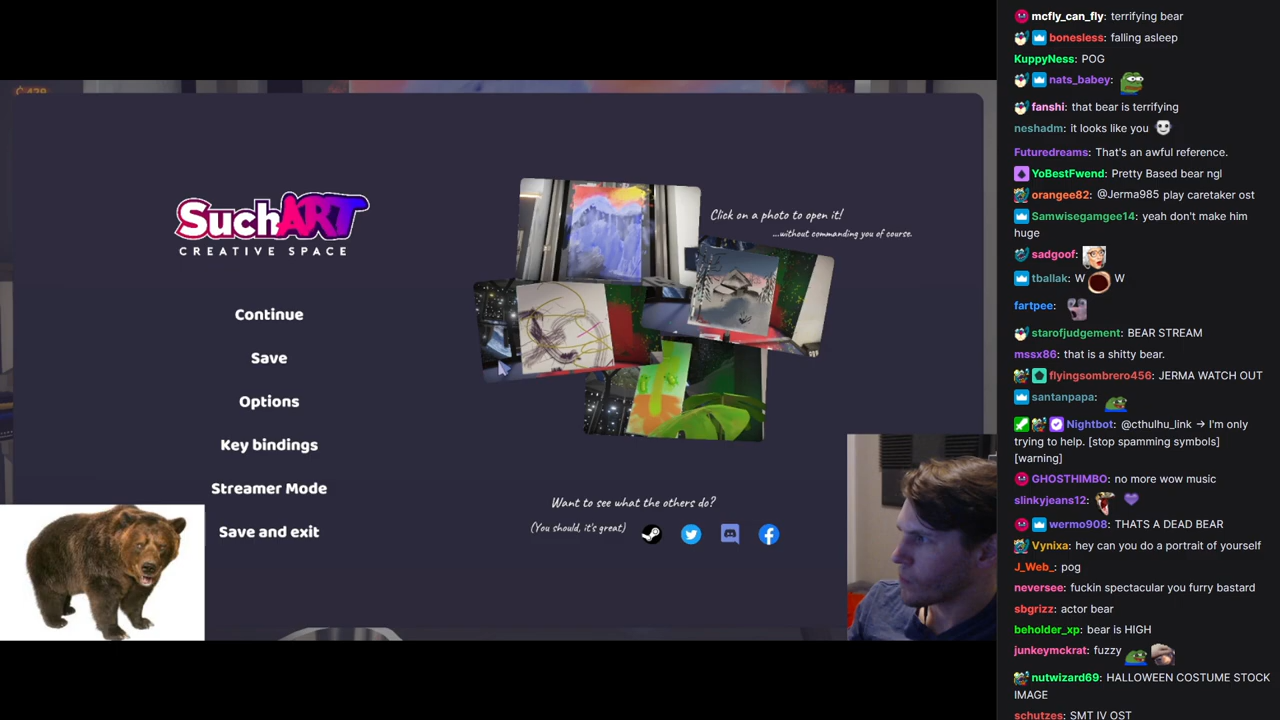 439
SuchART
CREATIVE SPACE
Continue
Save
Options
Key bindings
Streamer Mode
Save and exit
Click on a photo to open it!
...without commanding you of course.
Want to see what the others do?
(You should, it's great)
mcfly_can_fly: terrifying bear
bonesless: falling asleep
KuppyNess: POG
nats_babey:
fanshi: that bear is terrifying
neshadm: it looks like you
Futuredreams: That's an awful reference.
YoBestFwend: Pretty Based bear ngl
orangee82: @Jerma985 play caretaker ost
Samwisegamgee14: yeah don't make him
huge
sadgoof:
tballak: W W
fartpee:
starofjudgement: BEAR STREAM
mssx86: that is a shitty bear.
flyingsombrero456: JERMA WATCH OUT
santanpapa:
Nightbot: @cthulhu_link → I'm only
trying to help. [stop spamming symbols]
[warning]
GHOSTHIMBO: no more wow music
slinkyjeans12:
wermo908: THATS A DEAD BEAR
Vynixa: hey can you do a portrait of yourself
J_Web_: pog
neversee: fuckin spectacular you furry bastard
sbgrizz: actor bear
beholder_xp: bear is HIGH
junkeymckrat: fuzzy
nutwizard69: HALLOWEEN COSTUME STOCK
IMAGE
schutzes: SMT IV OST